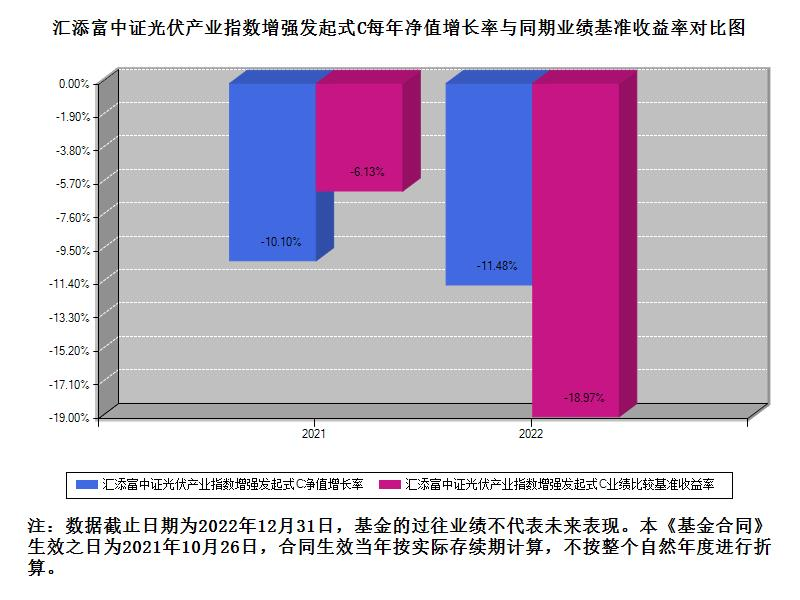 汇添富中证光伏产业指数增强发起式C每年净值增长率与同期业绩基准收益率对比图
0.00%
-1.90%
-3.80%
-5.70%
-7.60%
-9.50%
-11.40%
-13.30%
-15.20%
-17.10%
-19.00%
-10.10%
-6.13%
-11.48%
-18.97%
2021
2022
汇添富中证光伏产业指数增强发起式C净值增长率
汇添富中证光伏产业指数增强发起式C业绩比较基准收益率
注：数据截止日期为2022年12月31日，基金的过往业绩不代表未来表现。本《基金合同》
生效之日为2021年10月26日，合同生效当年按实际存续期计算，不按整个自然年度进行折
算。